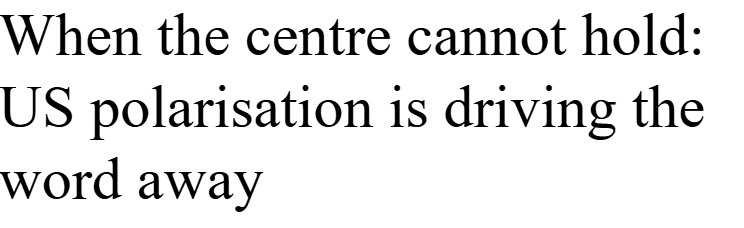 When the centre cannot hold:
US polarisation is driving the
word away